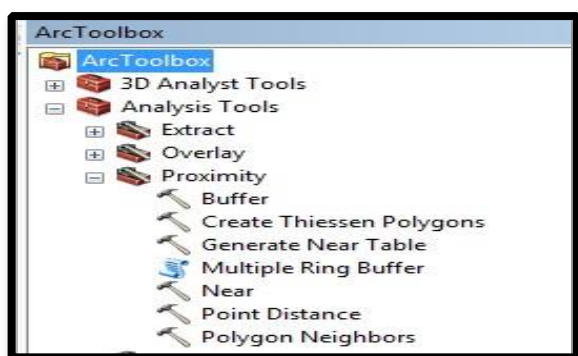 ArcToolbox
ArcToolbox
3D Analyst Tools
Analysis Tools
Extract
Overlay
Proximity
Buffer
Create Thiessen Polygons
Generate Near Table
Multiple Ring Buffer
Near
Point Distance
Polygon Neighbors